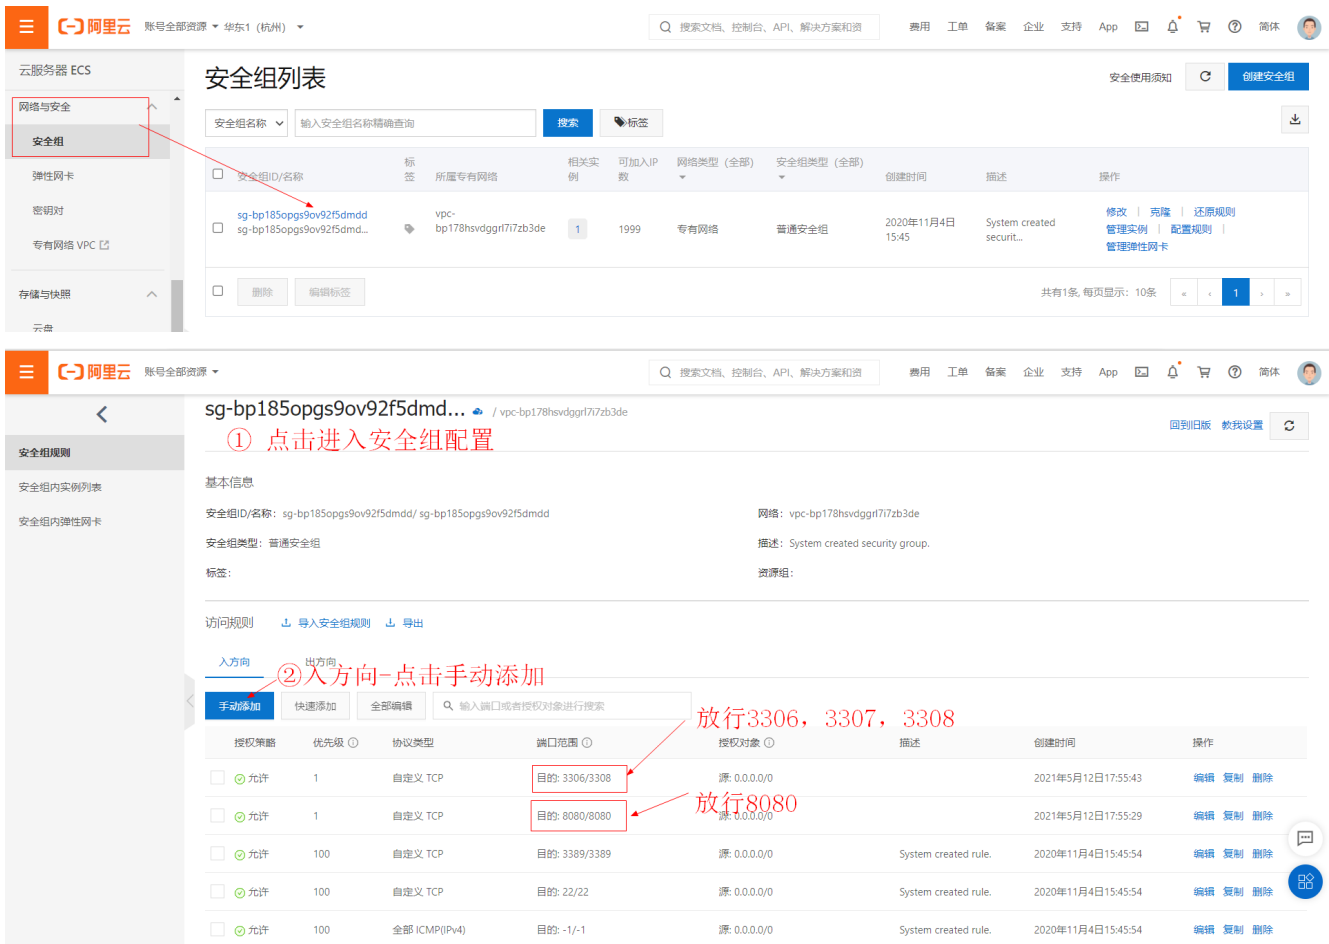 阿里云 账号全部资源 华东1（杭州） 搜索文档、控制台、API、解决方案和资 费用 工单 备案 企业 支持 App 简体
云服务器 ECS
网络与安全
安全组
弹性网卡
密钥对
专有网络 VPC
存储与快照
云盘
安全组列表
安全使用须知 创建安全组
安全组名称 输入安全组名称精确查询 搜索 标签
安全组ID/名称 标签 所属专有网络 相关实例 可加入IP数 网络类型（全部） 安全组类型（全部） 创建时间 描述 操作
sg-bp185opgs9ov92f5dmdd
sg-bp185opgs9ov92f5dmd...
vpc-
bp178hsvdggrl7i7zb3de
1 1999 专有网络 普通安全组
2020年11月4日
15:45
System created
securit...
修改 克隆 还原规则
管理实例 配置规则
管理弹性网卡
删除 编辑标签 共有1条, 每页显示：10条 « ‹ 1 › »
阿里云 账号全部资源 搜索文档、控制台、API、解决方案和资 费用 工单 备案 企业 支持 App 简体
安全组规则
安全组内实例列表
安全组内弹性网卡
sg-bp185opgs9ov92f5dmd... / vpc-bp178hsvdggrl7i7zb3de
回到旧版 教我设置
① 点击进入安全组配置
基本信息
安全组ID/名称：sg-bp185opgs9ov92f5dmdd/ sg-bp185opgs9ov92f5dmdd 网络：vpc-bp178hsvdggrl7i7zb3de
安全组类型：普通安全组 描述：System created security group.
标签： 资源组：
访问规则 导入安全组规则 导出
入方向 出方向
②入方向-点击手动添加
手动添加 快速添加 全部编辑 输入端口或者授权对象进行搜索
放行3306，3307，3308
授权策略 优先级 协议类型 端口范围 授权对象 描述 创建时间 操作
允许 1 自定义 TCP 目的: 3306/3308 源: 0.0.0.0/0 2021年5月12日17:55:43 编辑 复制 删除
放行8080
允许 1 自定义 TCP 目的: 8080/8080 源: 0.0.0.0/0 2021年5月12日17:55:29 编辑 复制 删除
允许 100 自定义 TCP 目的: 3389/3389 源: 0.0.0.0/0 System created rule. 2020年11月4日15:45:54 编辑 复制 删除
允许 100 自定义 TCP 目的: 22/22 源: 0.0.0.0/0 System created rule. 2020年11月4日15:45:54 编辑 复制 删除
允许 100 全部 ICMP(IPv4) 目的: -1/-1 源: 0.0.0.0/0 System created rule. 2020年11月4日15:45:54 编辑 复制 删除